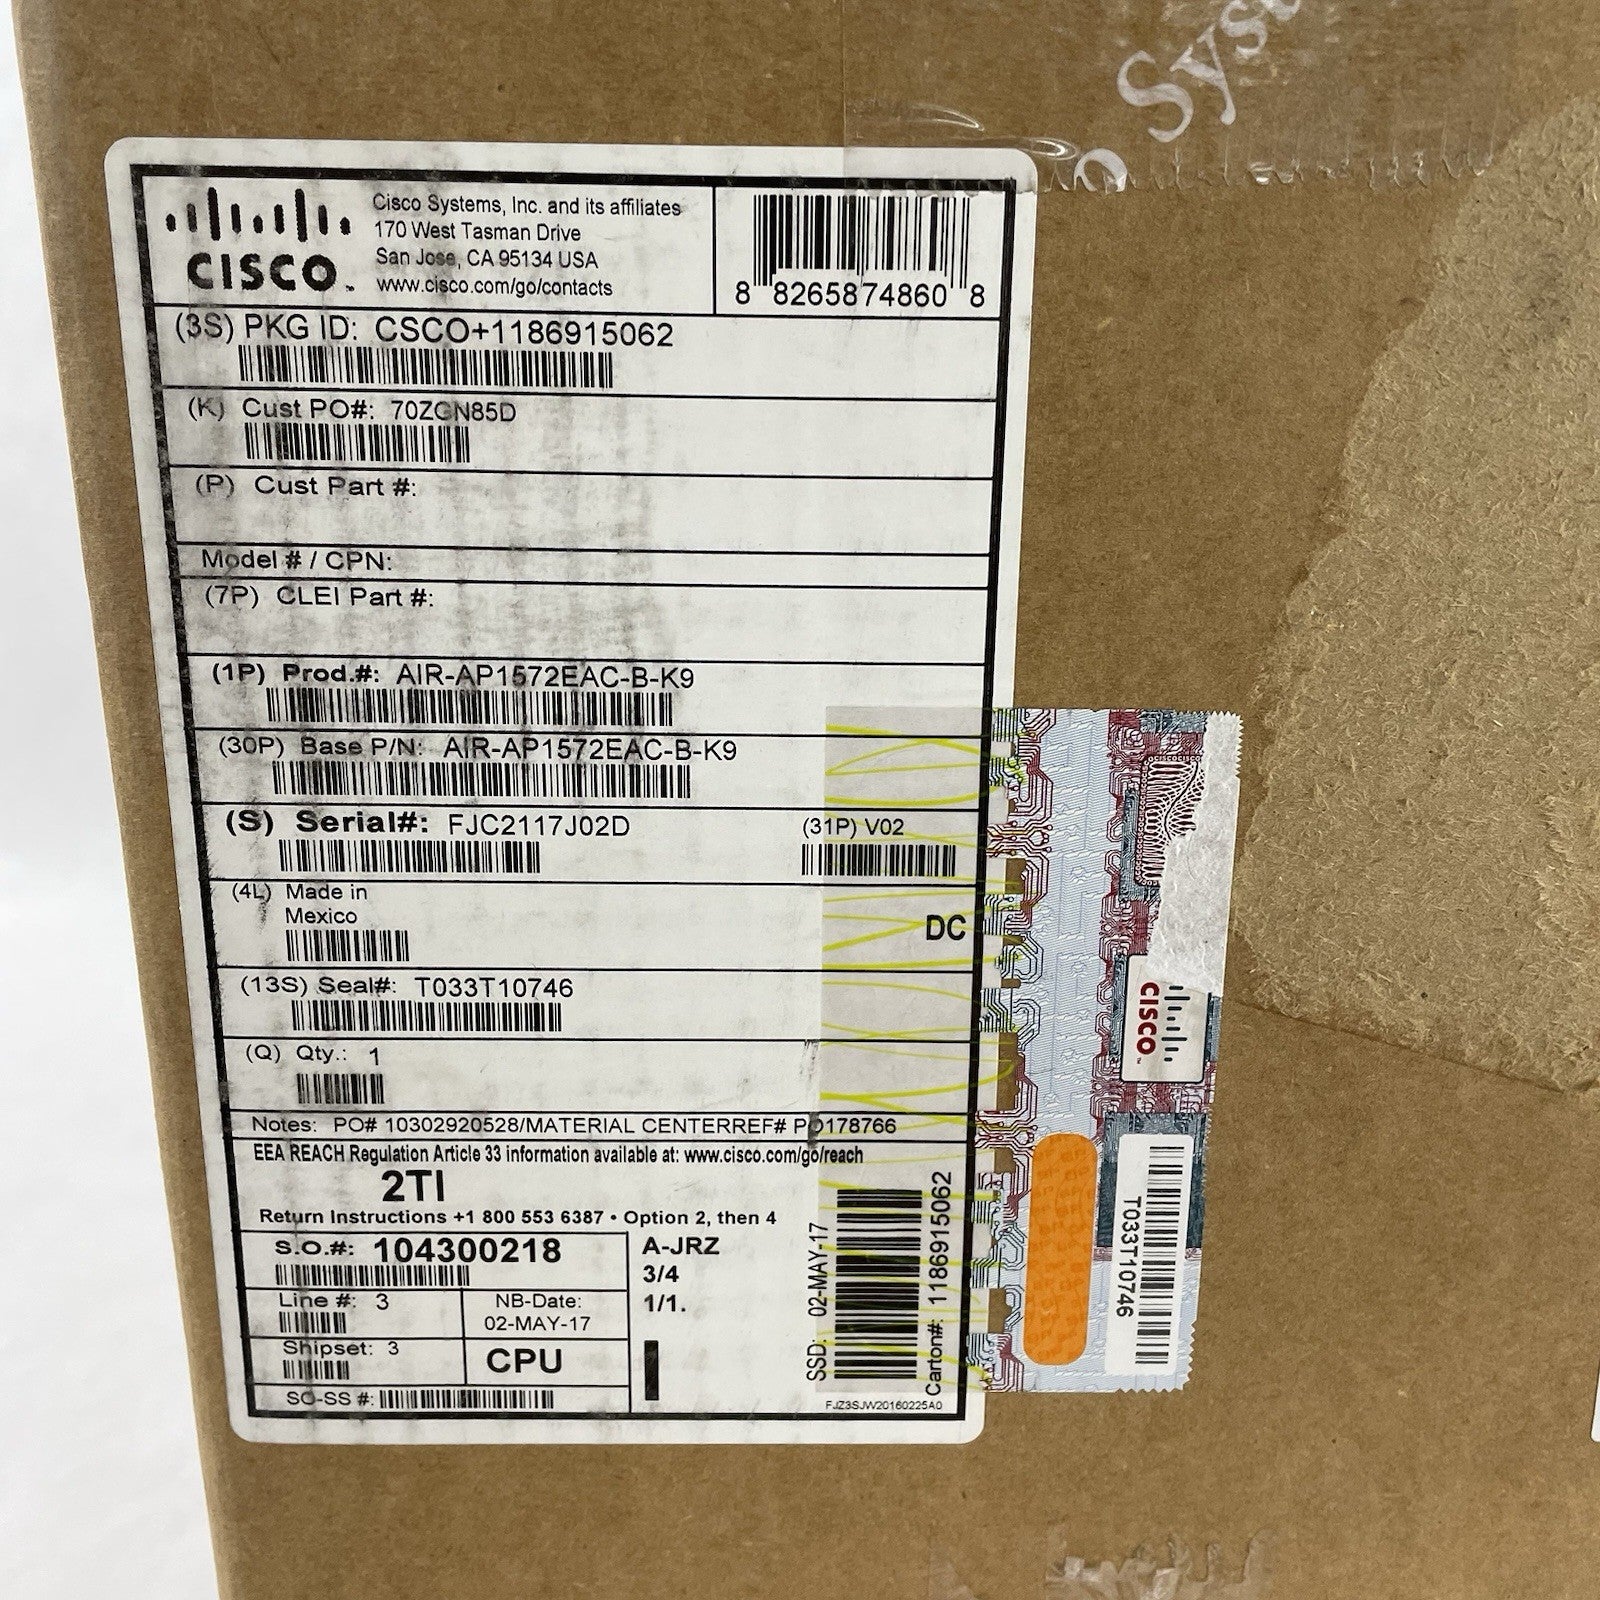 Syst
o
CISCO
Cisco Systems, Inc. and its affiliates
170 West Tasman Drive
San Jose, CA 95134 USA
www.cisco.com/go/contacts
8 82658 74860 8
(3S) PKG ID: CSCO+1186915062
(K) Cust PO#: 70ZGN85D
(P) Cust Part #:
Model # / CPN:
(7P) CLEI Part #:
(1P) Prod.#: AIR-AP1572EAC-B-K9
(30P) Base P/N: AIR-AP1572EAC-B-K9
(S) Serial#: FJC2117J02D
(31P) V02
(4L) Made in
Mexico
DC
(13S) Seal#: T033T10746
(Q) Qty.: 1
Notes: PO# 10302920528/MATERIAL CENTERREF# PO178766
EEA REACH Regulation Article 33 information available at: www.cisco.com/go/reach
2TI
Return Instructions +1 800 553 6387 • Option 2, then 4
S.O.#: 104300218
A-JRZ
3/4
1/1.
Line #: 3
NB-Date:
02-MAY-17
Shipset: 3
CPU
SO-SS #:
SSD: 02-MAY-17
Carton#: 1186915062
FJZ3SJW20160225A0
CISCO
T033T10746